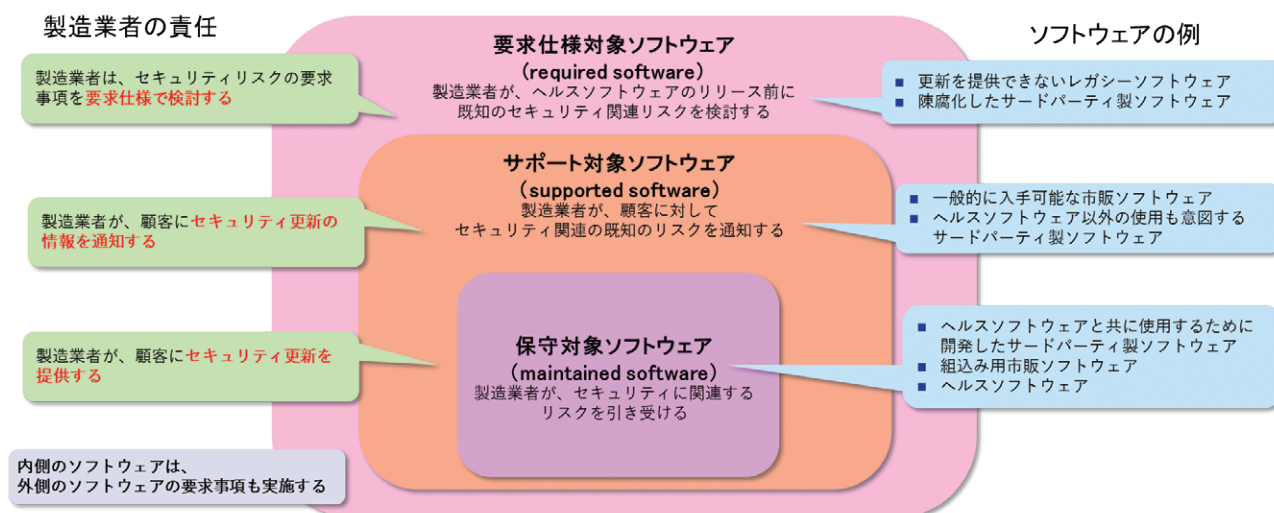 製造業者の責任
製造業者は、セキュリティリスクの要求
事項を要求仕様で検討する
製造業者が、顧客にセキュリティ更新の
情報を通知する
製造業者が、顧客にセキュリティ更新を
提供する
内側のソフトウェアは、
外側のソフトウェアの要求事項も実施する
要求仕様対象ソフトウェア
(required software)
製造業者が、ヘルスソフトウェアのリリース前に
既知のセキュリティ関連リスクを検討する
サポート対象ソフトウェア
(supported software)
製造業者が、顧客に対して
セキュリティ関連の既知のリスクを通知する
保守対象ソフトウェア
(maintained software)
製造業者が、セキュリティに関連する
リスクを引き受ける
ソフトウェアの例
■ 更新を提供できないレガシーソフトウェア
■ 陳腐化したサードパーティ製ソフトウェア
■ 一般的に入手可能な市販ソフトウェア
■ ヘルスソフトウェア以外の使用も意図する
サードパーティ製ソフトウェア
■ ヘルスソフトウェアと共に使用するために
開発したサードパーティ製ソフトウェア
■ 組込み用市販ソフトウェア
■ ヘルスソフトウェア